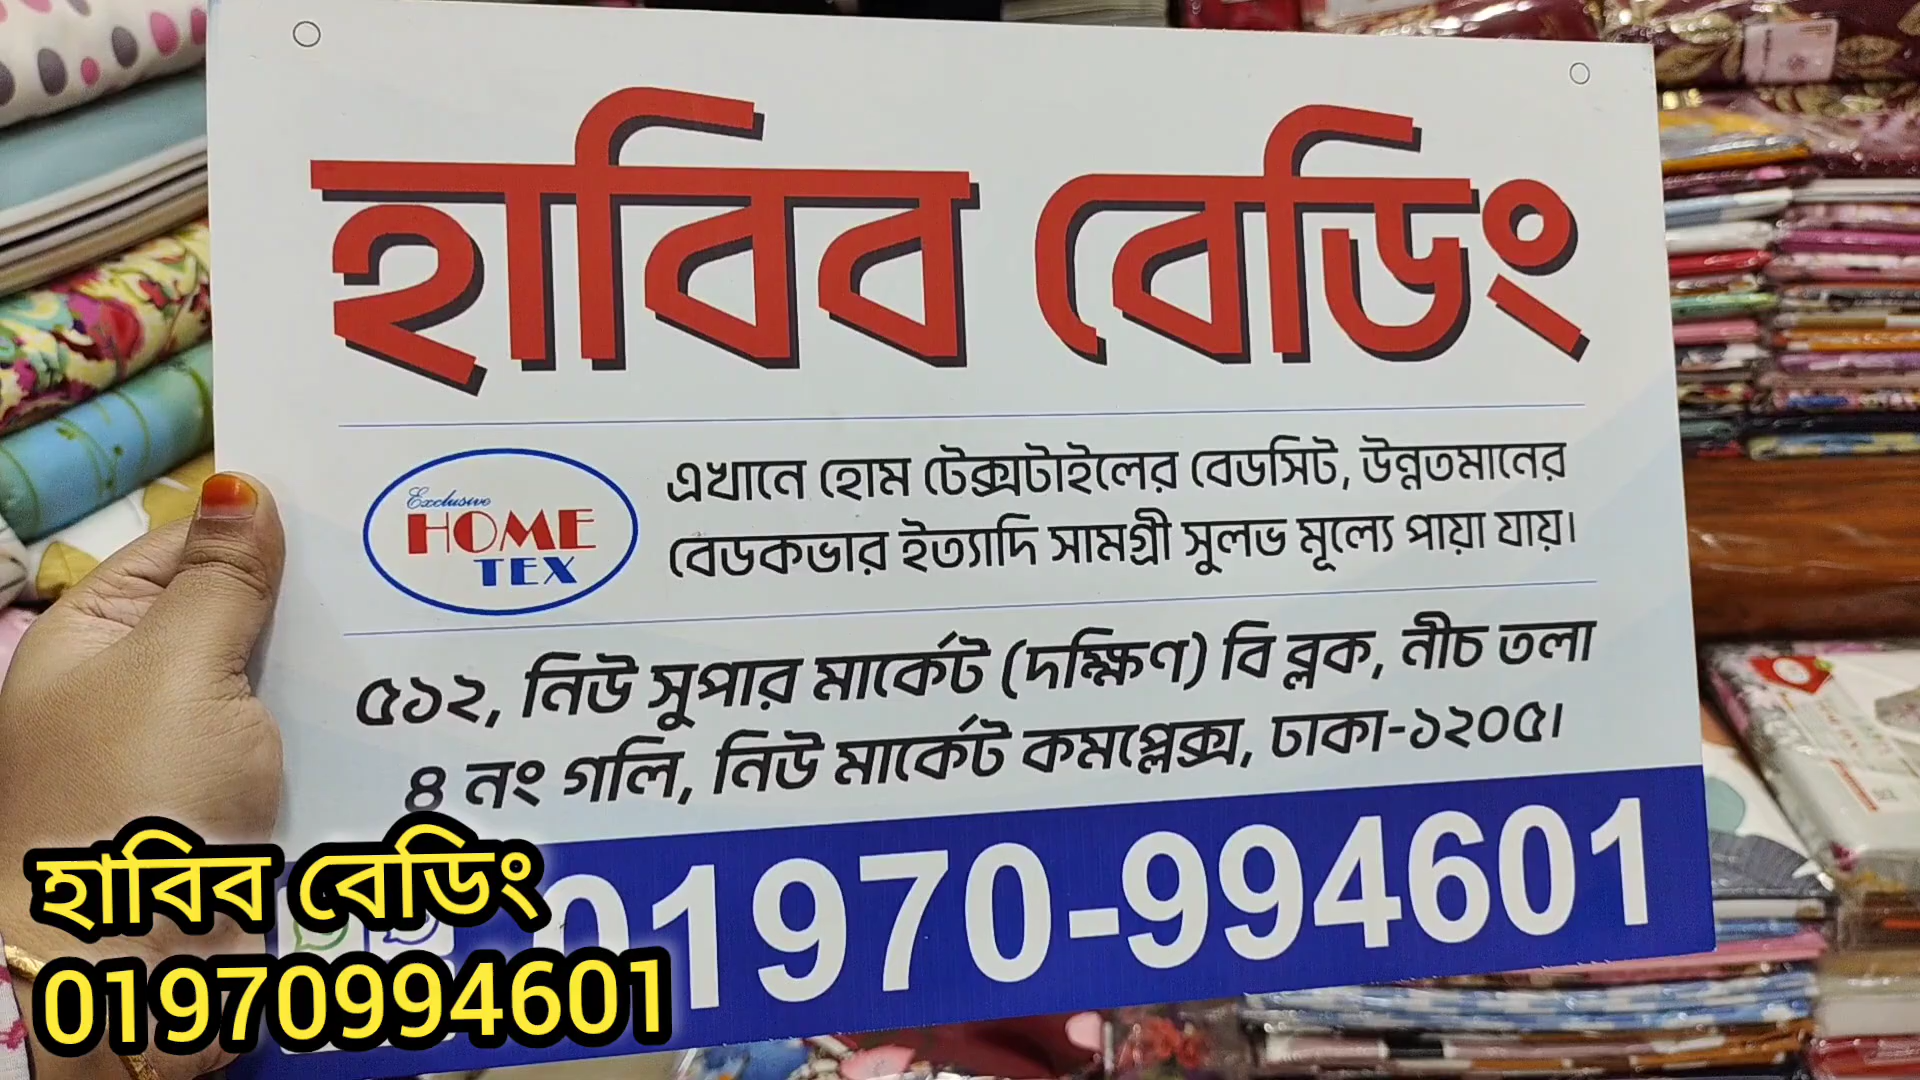 হাবিব বেডিং
Exclusive
HOME
TEX
এখানে হোম টেক্সটাইলের বেডসিট, উন্নতমানের
বেডকভার ইত্যাদি সামগ্রী সুলভ মূল্যে পায়া যায়।
৫১২, নিউ সুপার মার্কেট (দক্ষিণ) বি ব্লক, নীচ তলা
৪ নং গলি, নিউ মার্কেট কমপ্লেক্স, ঢাকা-১২০৫।
01970-994601
হাবিব বেডিং
01970994601